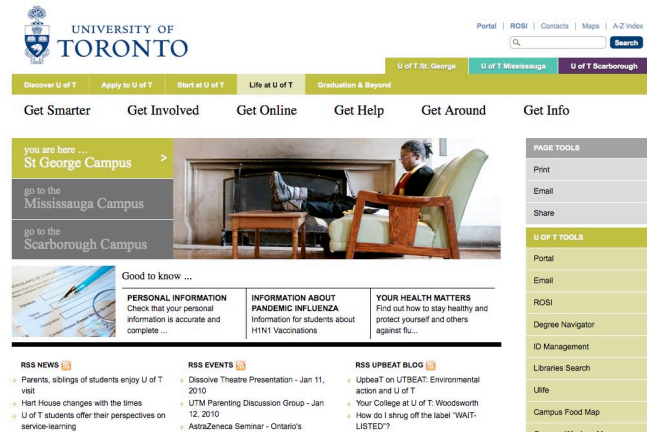 UNIVERSITY OF
TORONTO
Portal | ROSI | Contacts | Maps | A-Z Index
Search
U of T St. George
U of T Mississauga
U of T Scarborough
Discover U of T
Apply to U of T
Start at U of T
Life at U of T
Graduation & Beyond
Get Smarter
Get Involved
Get Online
Get Help
Get Around
Get Info
you are here ...
St George Campus >
go to the
Mississauga Campus
go to the
Scarborough Campus
PAGE TOOLS
Print
Email
Share
U OF T TOOLS
Portal
Email
ROSI
Degree Navigator
ID Management
Libraries Search
Ulife
Campus Food Map
Good to know ...
PERSONAL INFORMATION
Check that your personal
information is accurate and
complete ...
INFORMATION ABOUT
PANDEMIC INFLUENZA
Information for students about
H1N1 Vaccinations
YOUR HEALTH MATTERS
Find out how to stay healthy and
protect yourself and others
against flu...
RSS NEWS
Parents, siblings of students enjoy U of T
visit
Hart House changes with the times
U of T students offer their perspectives on
service-learning
RSS EVENTS
Dissolve Theatre Presentation - Jan 11,
2010
UTM Parenting Discussion Group - Jan
12, 2010
AstraZeneca Seminar - Ontario's
RSS UPBEAT BLOG
UpbeaT on UTBEAT: Environmental
action and U of T
Your College at U of T: Woodsworth
How do I shrug off the label "WAIT-
LISTED"?